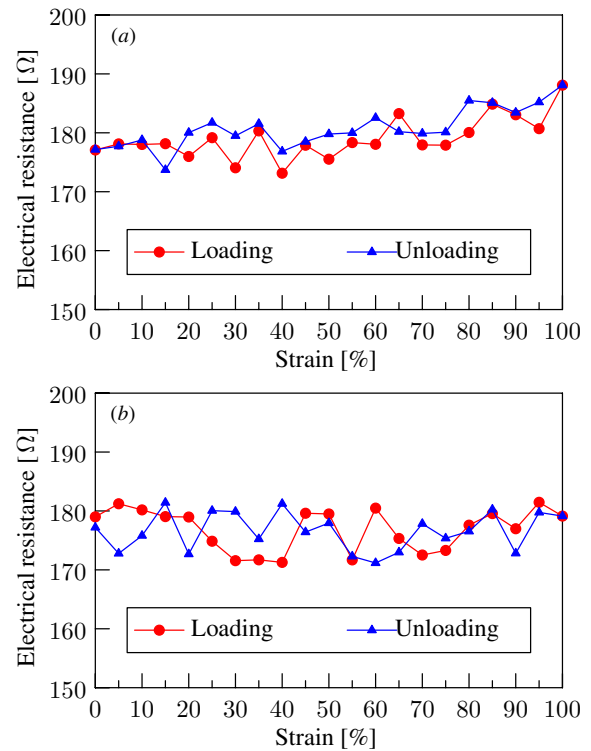 200
(a)
190
180
170
160
150
Electrical resistance [ Ω]
Loading
Unloading
0 10 20 30 40 50 60 70 80 90 100
Strain [%]
200
(b)
190
180
170
160
150
Electrical resistance [ Ω]
Loading
Unloading
0 10 20 30 40 50 60 70 80 90 100
Strain [%]